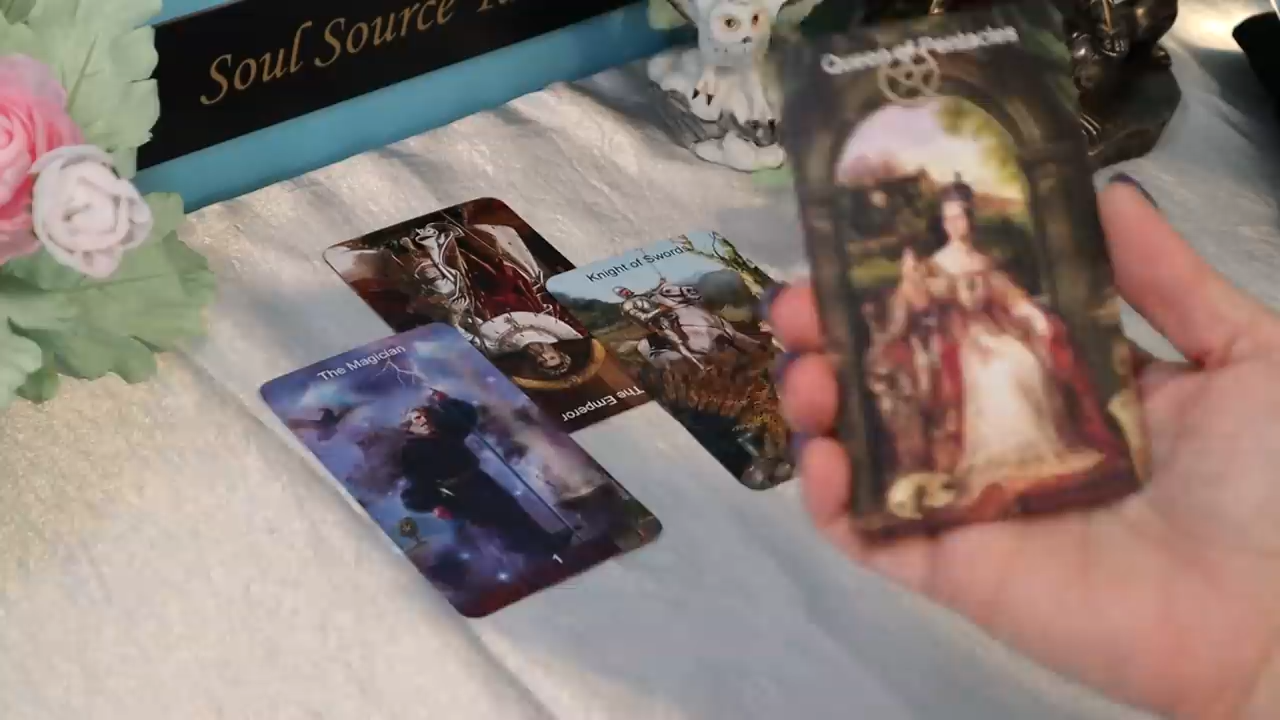 Soul Source
Queen of Pentacles
Knight of Swords
The Magician
The Emperor
1